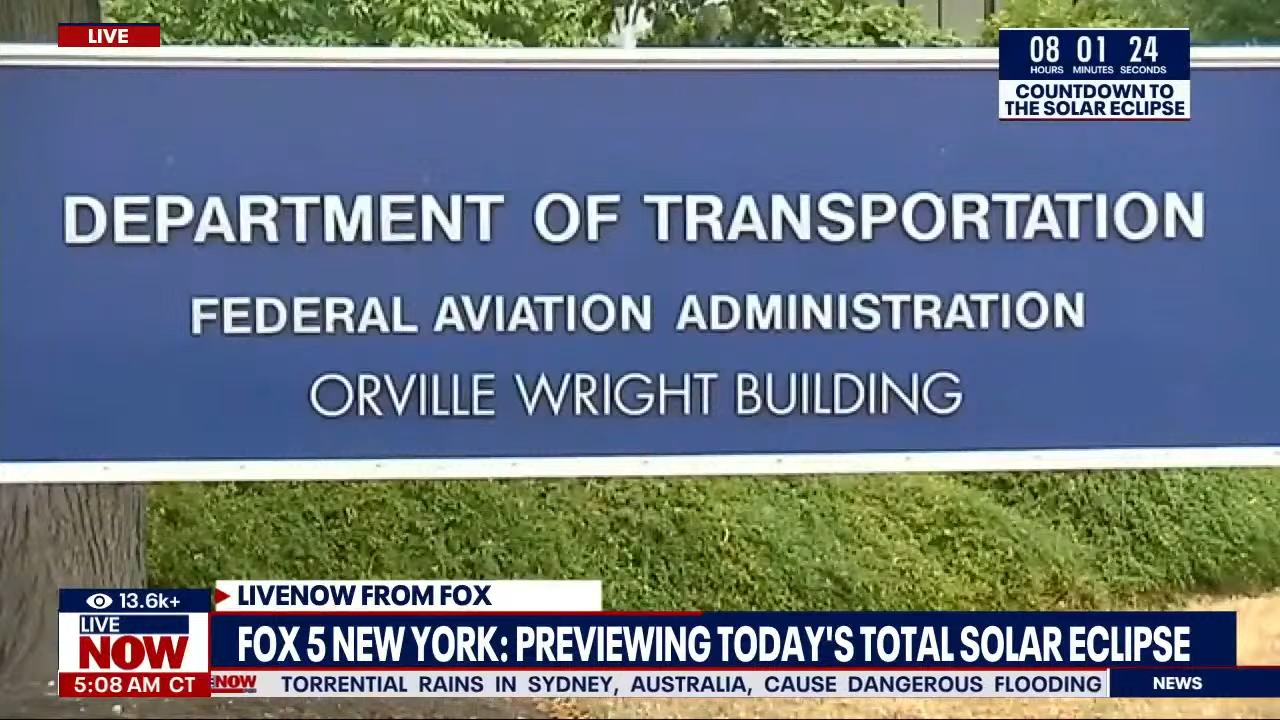 LIVE
08 01 24
HOURS MINUTES SECONDS
COUNTDOWN TO
THE SOLAR ECLIPSE
DEPARTMENT OF TRANSPORTATION
FEDERAL AVIATION ADMINISTRATION
ORVILLE WRIGHT BUILDING
13.6k+
LIVENOW FROM FOX
LIVE
NOW
FOX 5 NEW YORK: PREVIEWING TODAY'S TOTAL SOLAR ECLIPSE
5:08 AM CT
NOW TORRENTIAL RAINS IN SYDNEY, AUSTRALIA, CAUSE DANGEROUS FLOODING
NEWS